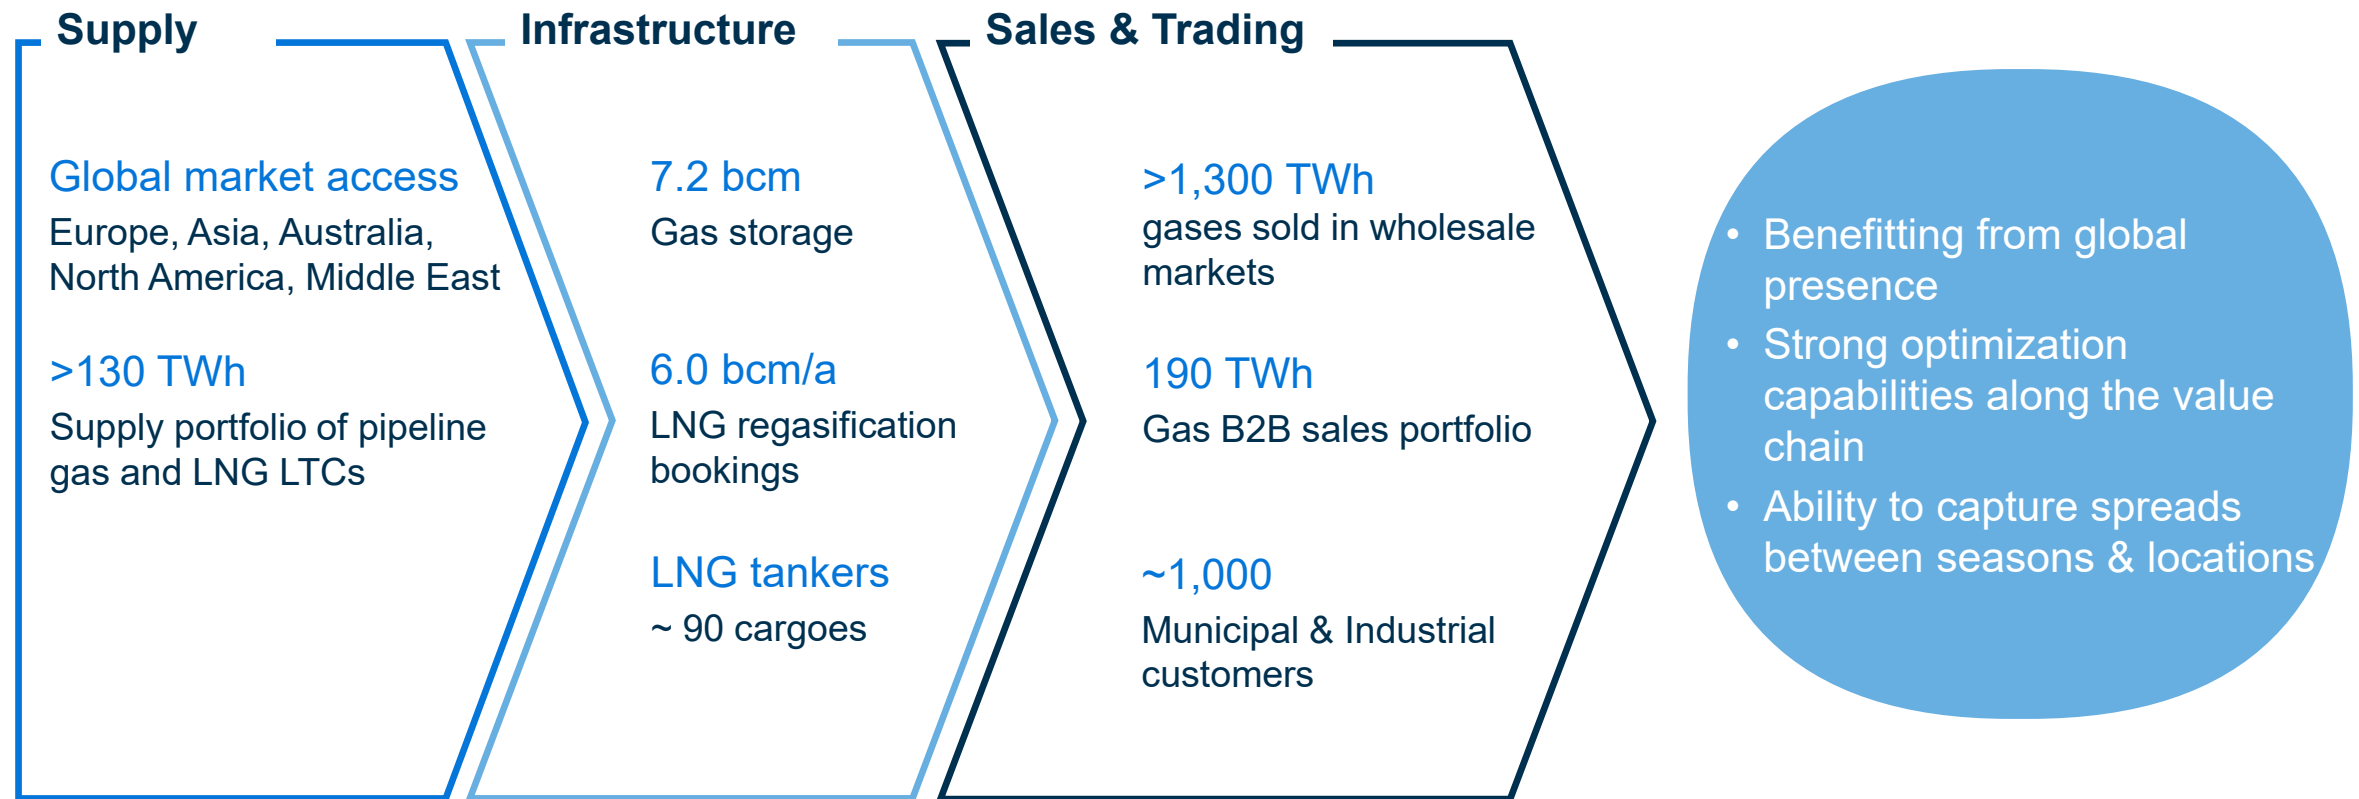 Supply
Global market access
Europe, Asia, Australia,
North America, Middle East
>130 TWh
Supply portfolio of pipeline
gas and LNG LTCs
Infrastructure
7.2 bcm
Gas storage
6.0 bcm/a
LNG regasification
bookings
LNG tankers
~ 90 cargoes
Sales & Trading
>1,300 TWh
gases sold in wholesale
markets
190 TWh
Gas B2B sales portfolio
~1,000
Municipal & Industrial
customers
• Benefitting from global
presence
• Strong optimization
capabilities along the value
chain
• Ability to capture spreads
between seasons & locations